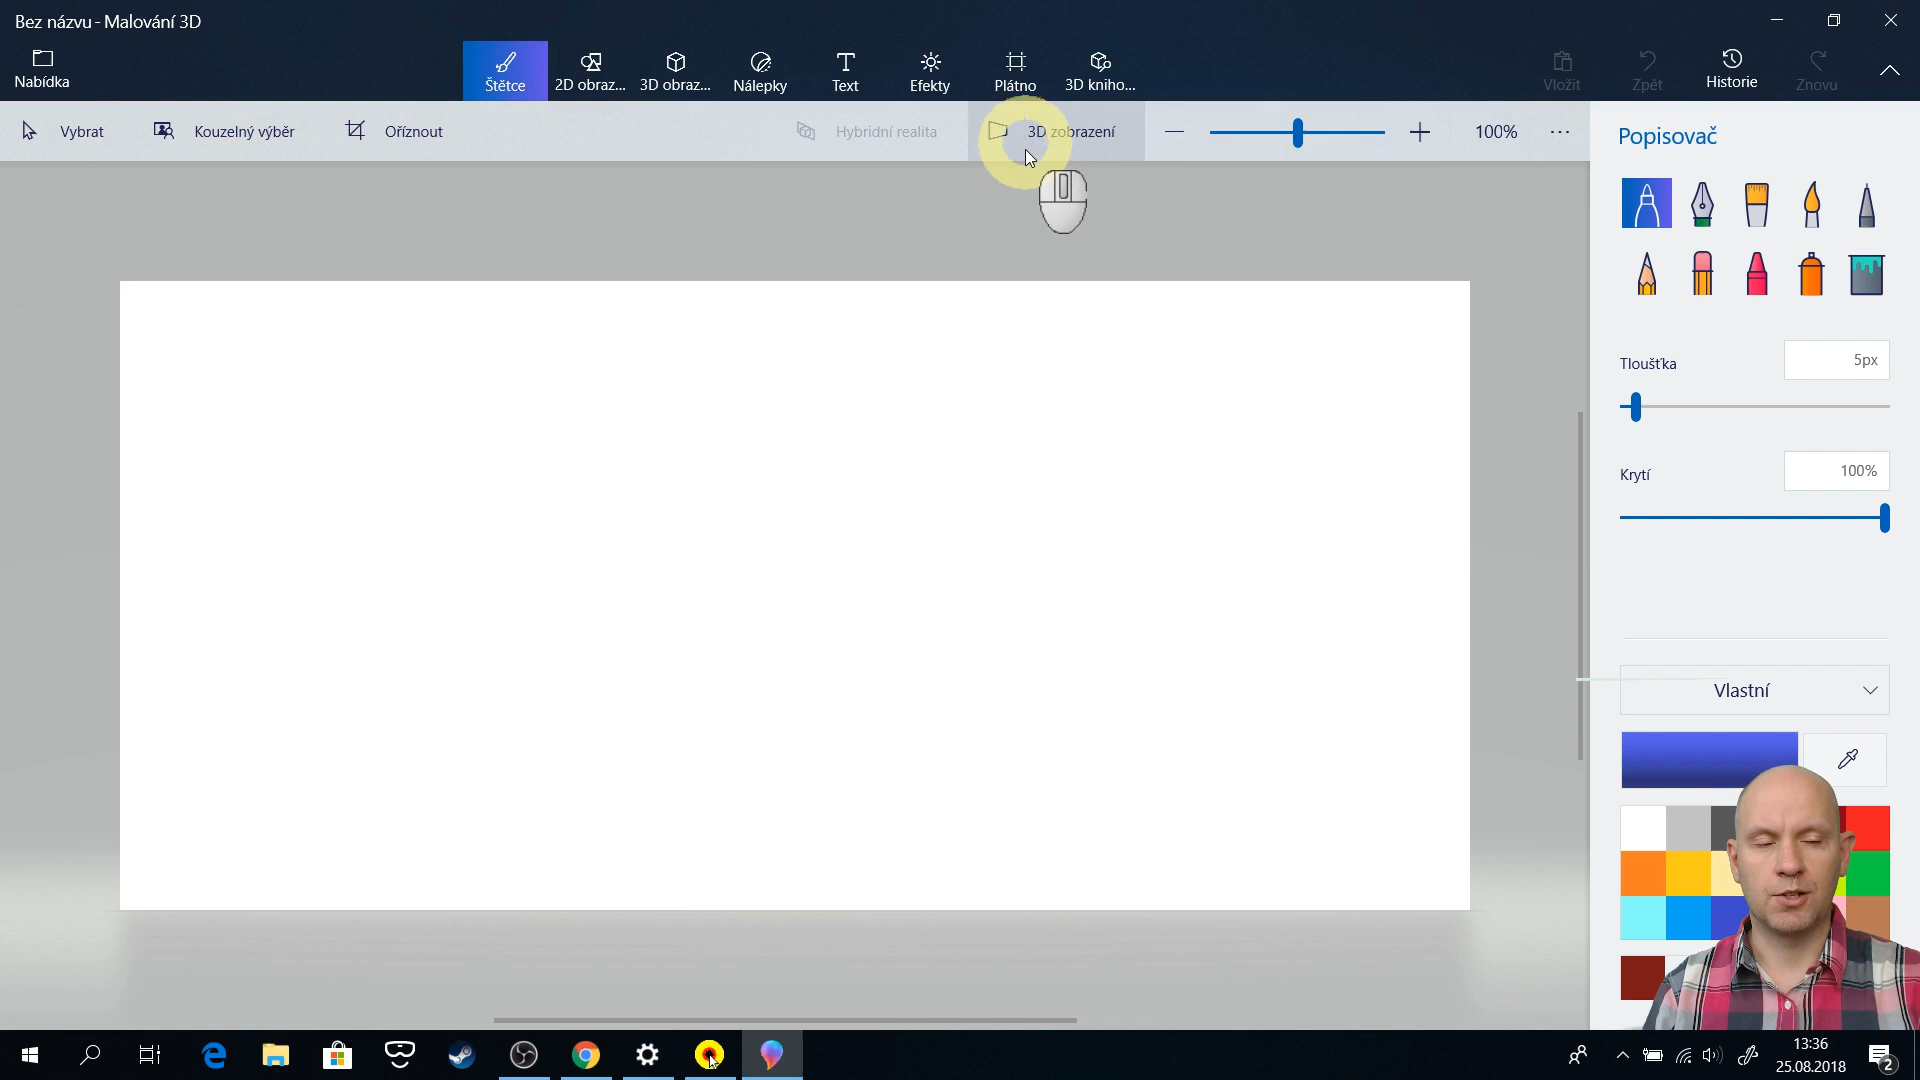 Bez názvu - Malování 3D
Nabídka
Štětce
2D obraz...
3D obraz...
Nálepky
Text
Efekty
Plátno
3D kniho...
Vložit
Zpět
Historie
Znovu
Vybrat
Kouzelný výběr
Oříznout
Hybridní realita
3D zobrazení
100%
Popisovač
Tloušťka
5px
Krytí
100%
Vlastní
13:36
25.08.2018
2